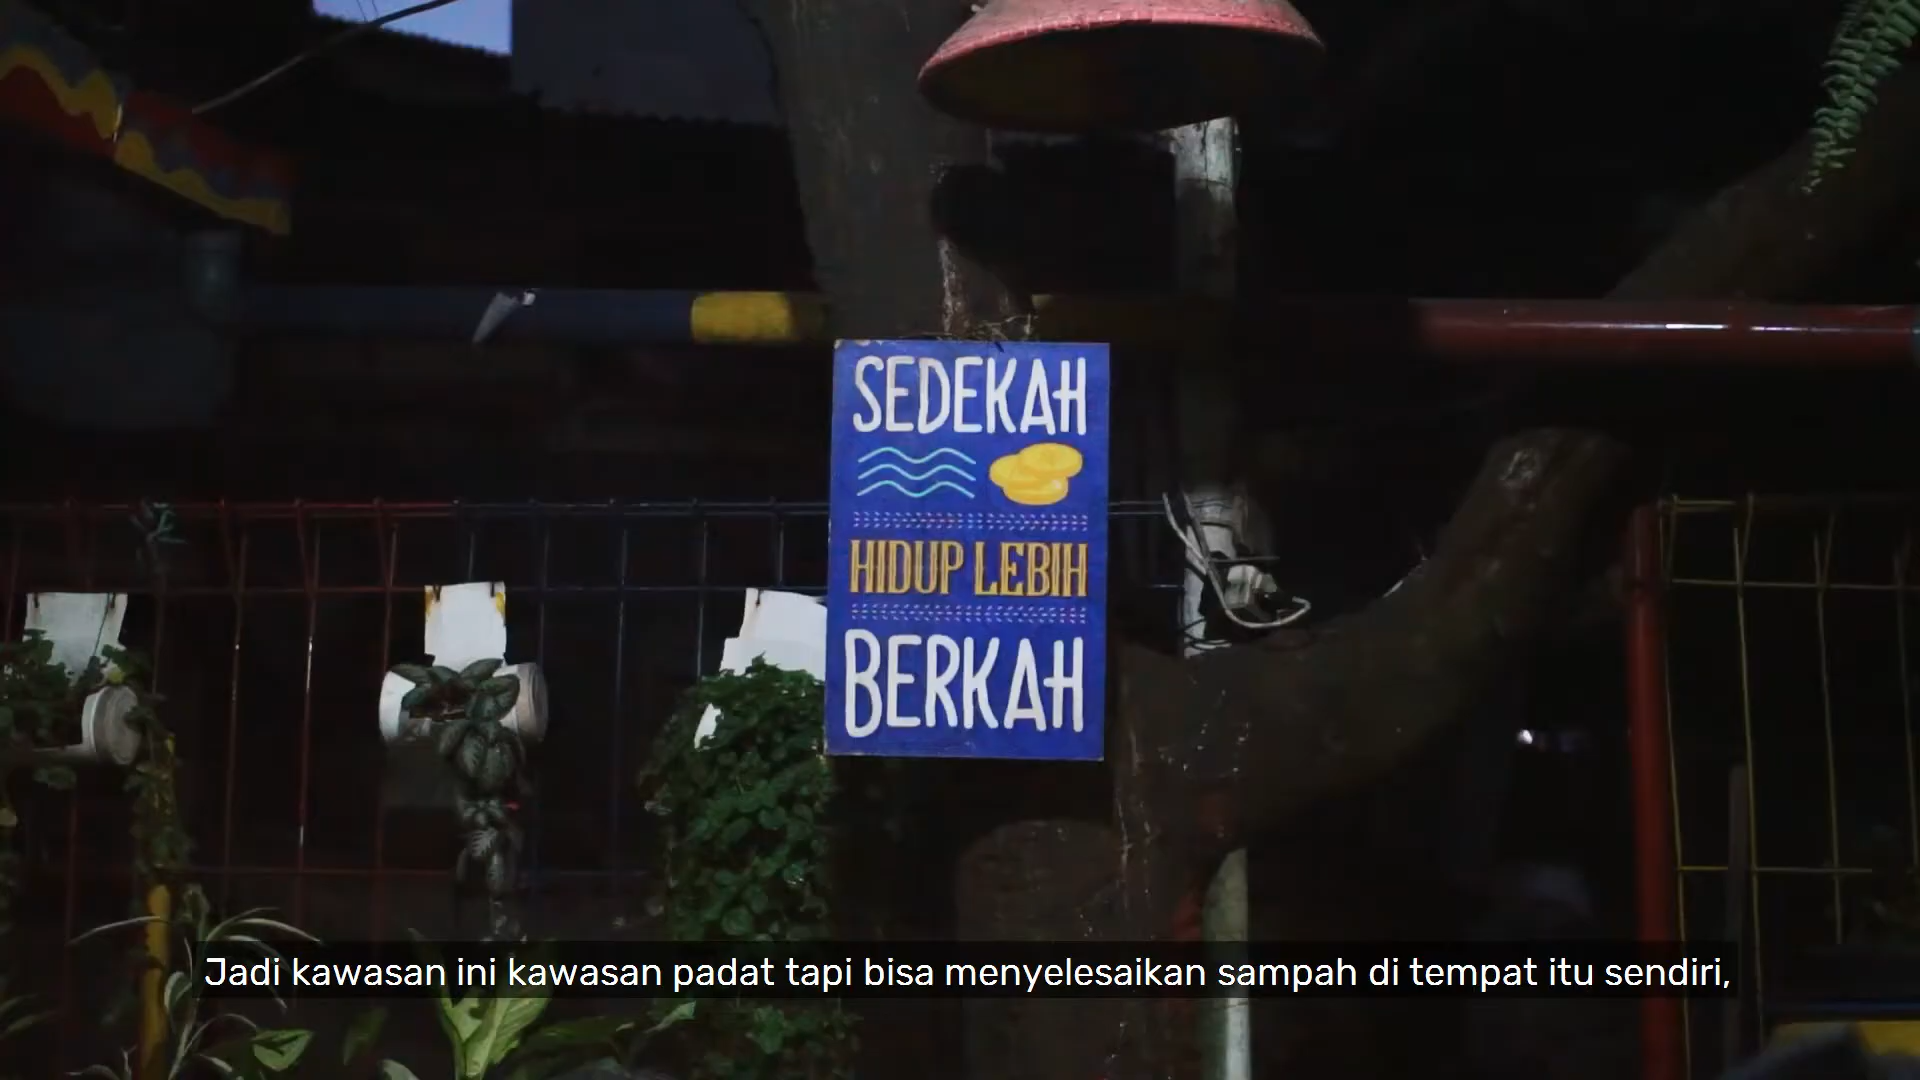 SEDEKAH
HIDUP LEBIH
BERKAH
Jadi kawasan ini kawasan padat tapi bisa menyelesaikan sampah di tempat itu sendiri,